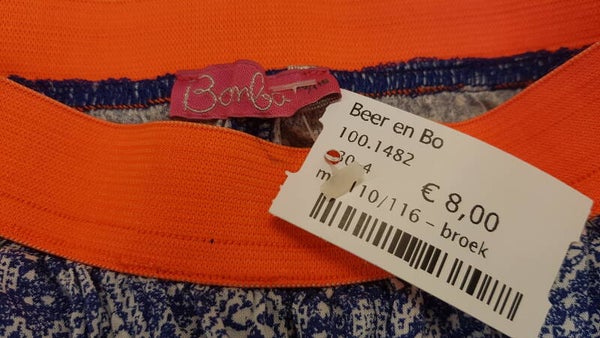 Bonbo
Beer en Bo
100.1482
€ 8,00
110/116 – broek